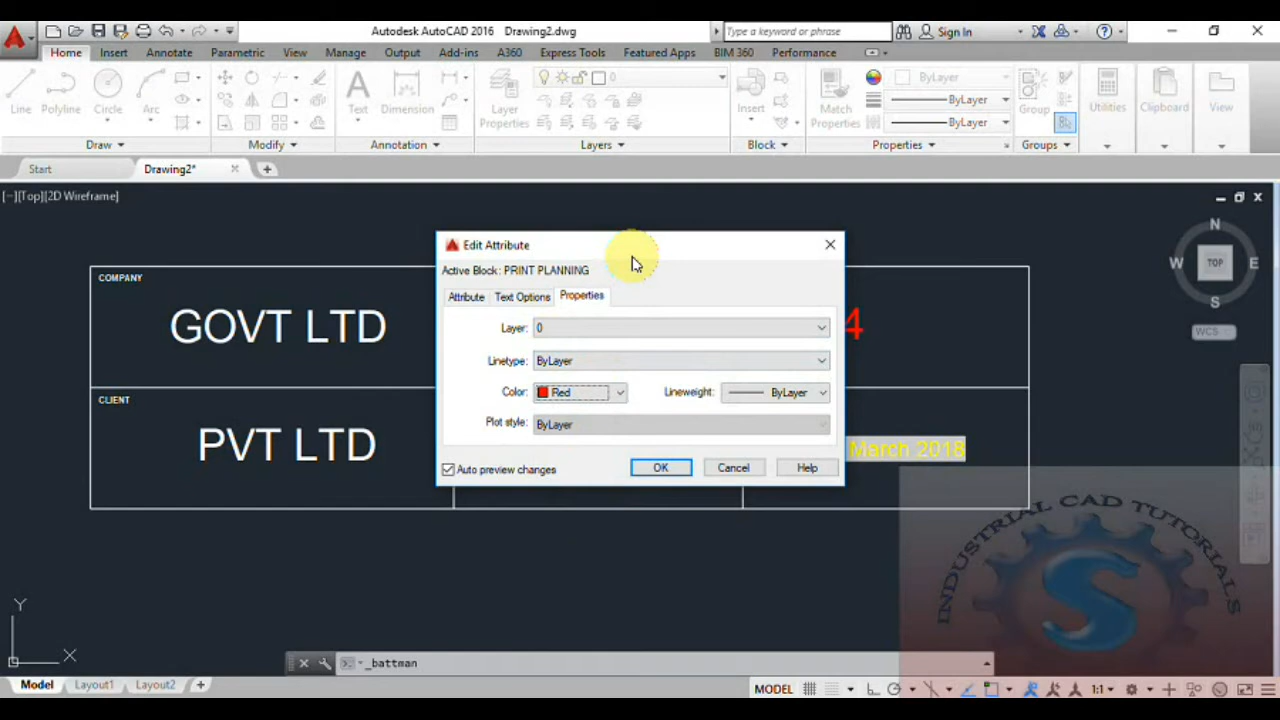 Autodesk AutoCAD 2016 Drawing2.dwg
Type a keyword or phrase
Sign In
Home Insert Annotate Parametric View Manage Output Add-ins A360 Express Tools Featured Apps BIM 360 Performance
Line Polyline Circle Arc
Text Dimension
Layer Properties
0
Insert
Match Properties
ByLayer
ByLayer
ByLayer
Group
Utilities
Clipboard
View
Draw Modify Annotation Layers Block Properties Groups
Start Drawing2*
[−][Top][2D Wireframe]
N
W TOP E
S
WCS
Edit Attribute
Active Block: PRINT PLANNING
Attribute Text Options Properties
Layer: 0
Linetype: ByLayer
Color: Red Lineweight: ByLayer
Plot style: ByLayer
Auto preview changes OK Cancel Help
COMPANY
GOVT LTD
4
CLIENT
PVT LTD
March 2018
INDUSTRIAL CAD TUTORIALS
S
Y
X
_battman
Model Layout1 Layout2
MODEL 1:1